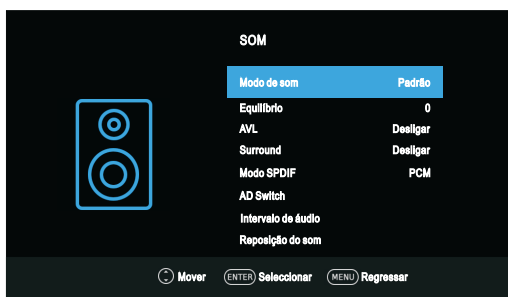 SOM
Modo de som Padrão
Equilíbrio 0
AVL Desligar
Surround Desligar
Modo SPDIF PCM
AD Switch
Intervalo de áudio
Reposição do som
Mover ENTER Seleccionar MENU Regressar